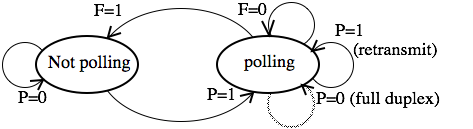 F=1
F=0
P=1
(retransmit)
Not polling
polling
P=0
P=1
P=0 (full duplex)